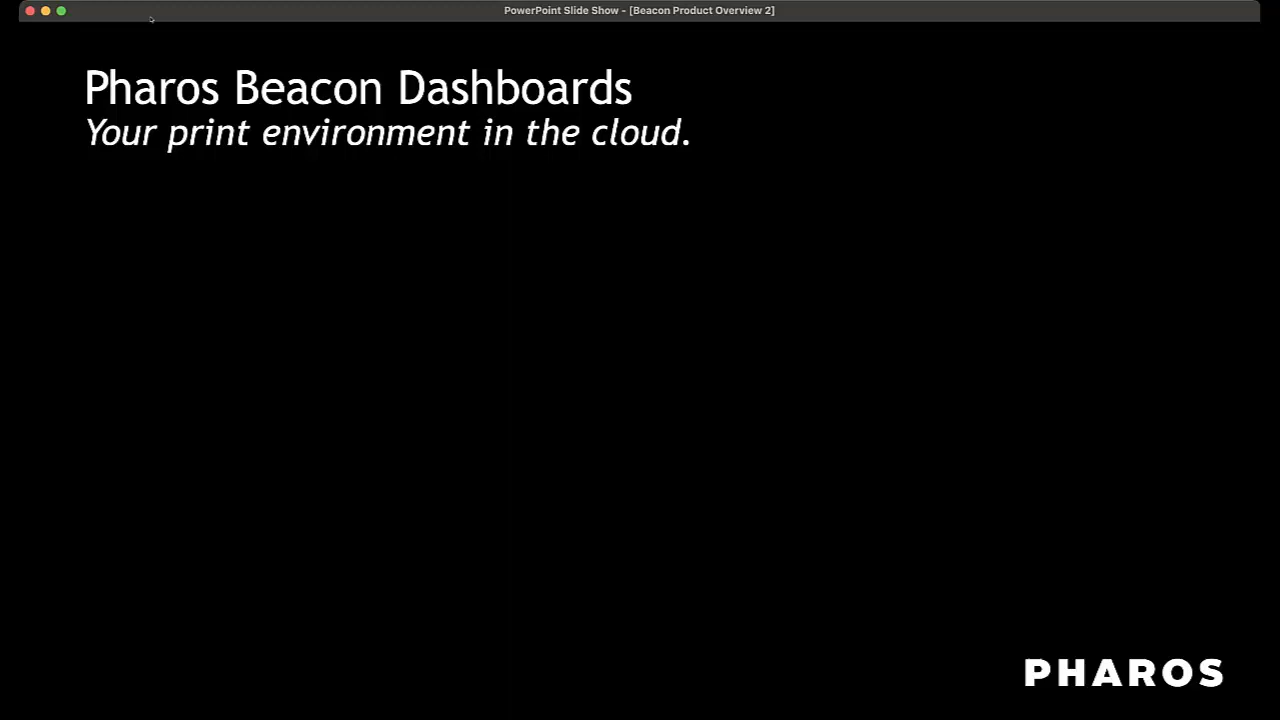 PowerPoint Slide Show - [Beacon Product Overview 2]
Pharos Beacon Dashboards
Your print environment in the cloud.
PHAROS